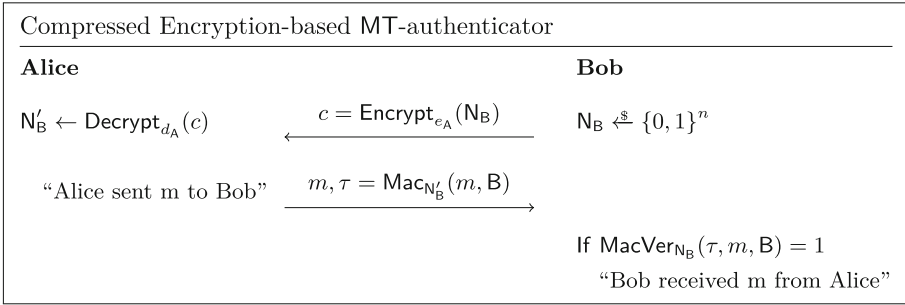 Compressed Encryption-based MT-authenticator
Alice Bob
N′_B ← Decrypt_{d_A}(c) c = Encrypt_{e_A}(N_B) N_B ←$ {0, 1}^n
“Alice sent m to Bob” m, τ = Mac_{N′_B}(m, B)
If MacVer_{N_B}(τ, m, B) = 1
“Bob received m from Alice”